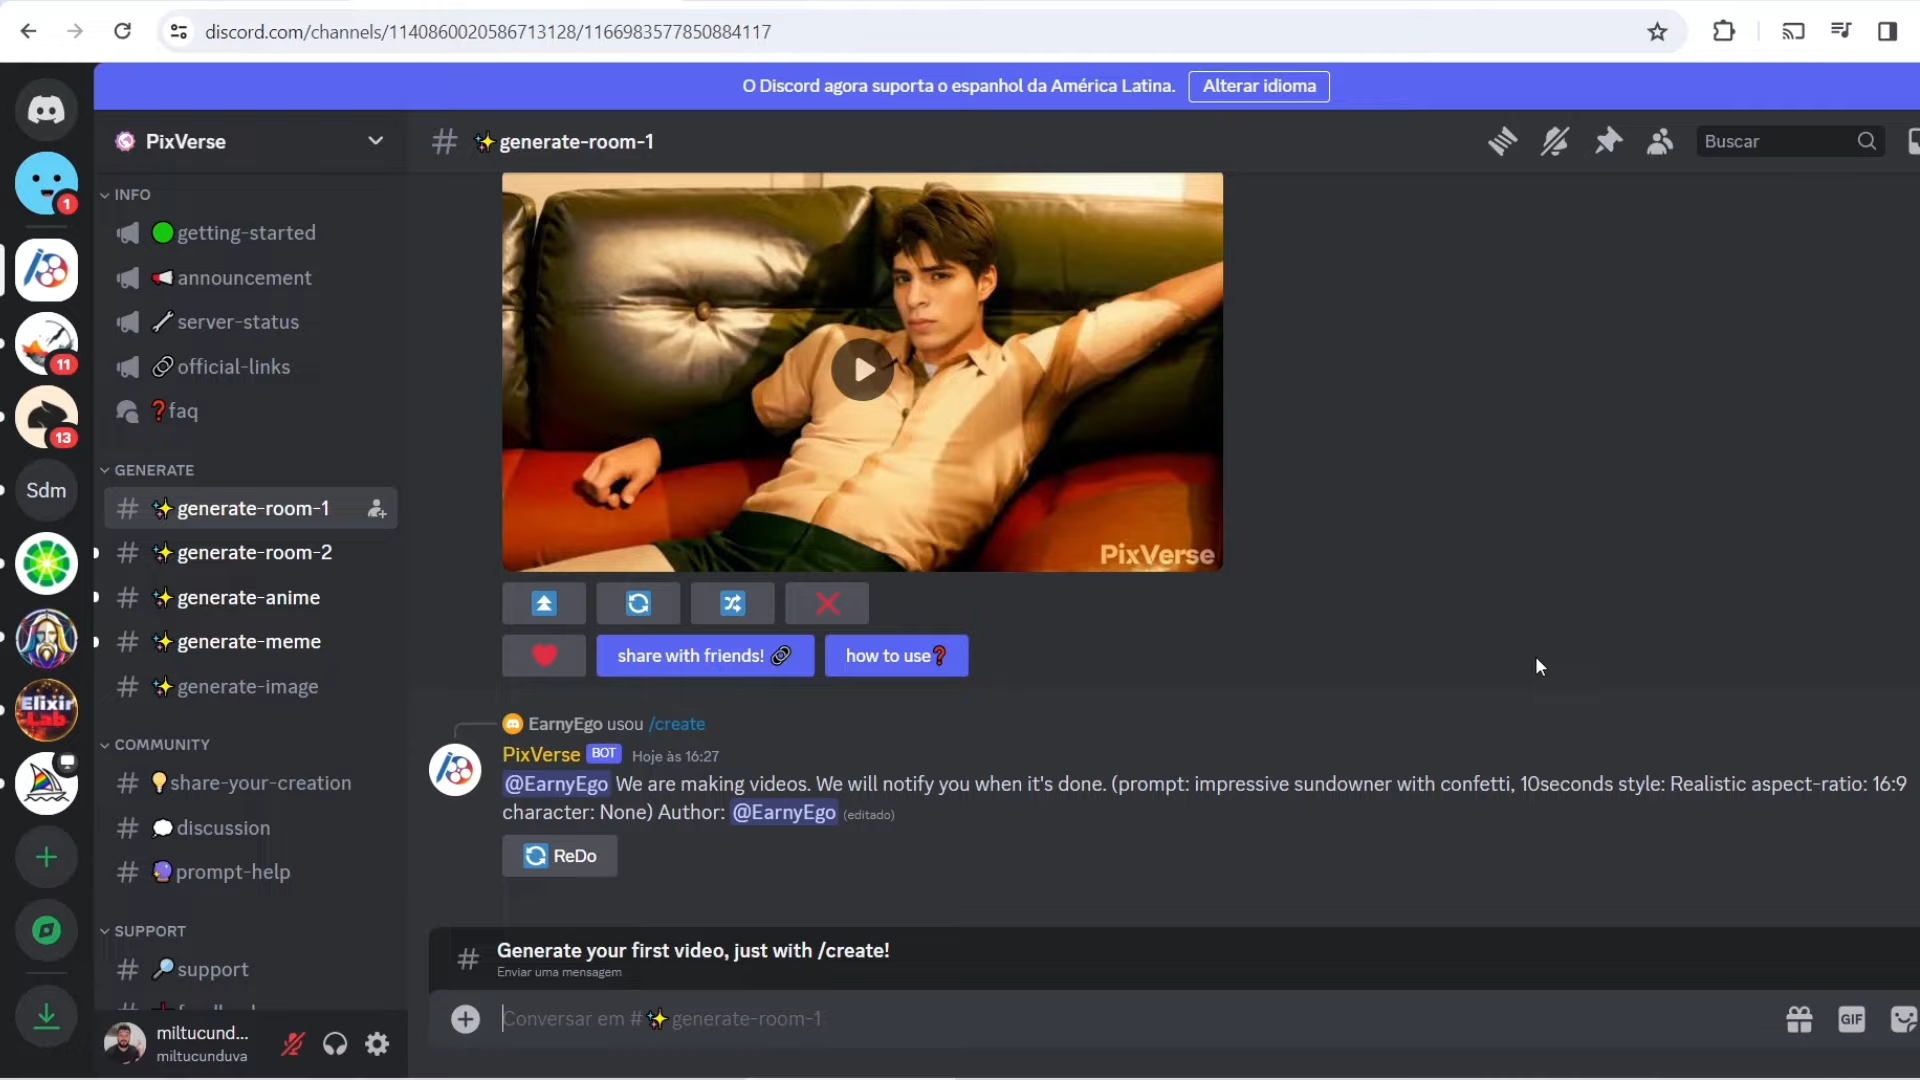 discord.com/channels/1140860020586713128/1166983577850884117
O Discord agora suporta o espanhol da América Latina.
Alterar idioma
PixVerse
generate-room-1
Buscar
INFO
getting-started
announcement
server-status
official-links
faq
GENERATE
generate-room-1
generate-room-2
generate-anime
generate-meme
generate-image
COMMUNITY
share-your-creation
discussion
prompt-help
SUPPORT
support
miltucund...
miltucunduva
1
11
13
Sdm
Elixir
Lab
PixVerse
share with friends!
how to use?
EarnyEgo usou /create
PixVerse BOT Hoje às 16:27
@EarnyEgo We are making videos. We will notify you when it's done. (prompt: impressive sundowner with confetti, 10seconds style: Realistic aspect-ratio: 16:9
character: None) Author: @EarnyEgo (editado)
ReDo
Generate your first video, just with /create!
Enviar uma mensagem
Conversar em #✨generate-room-1
GIF